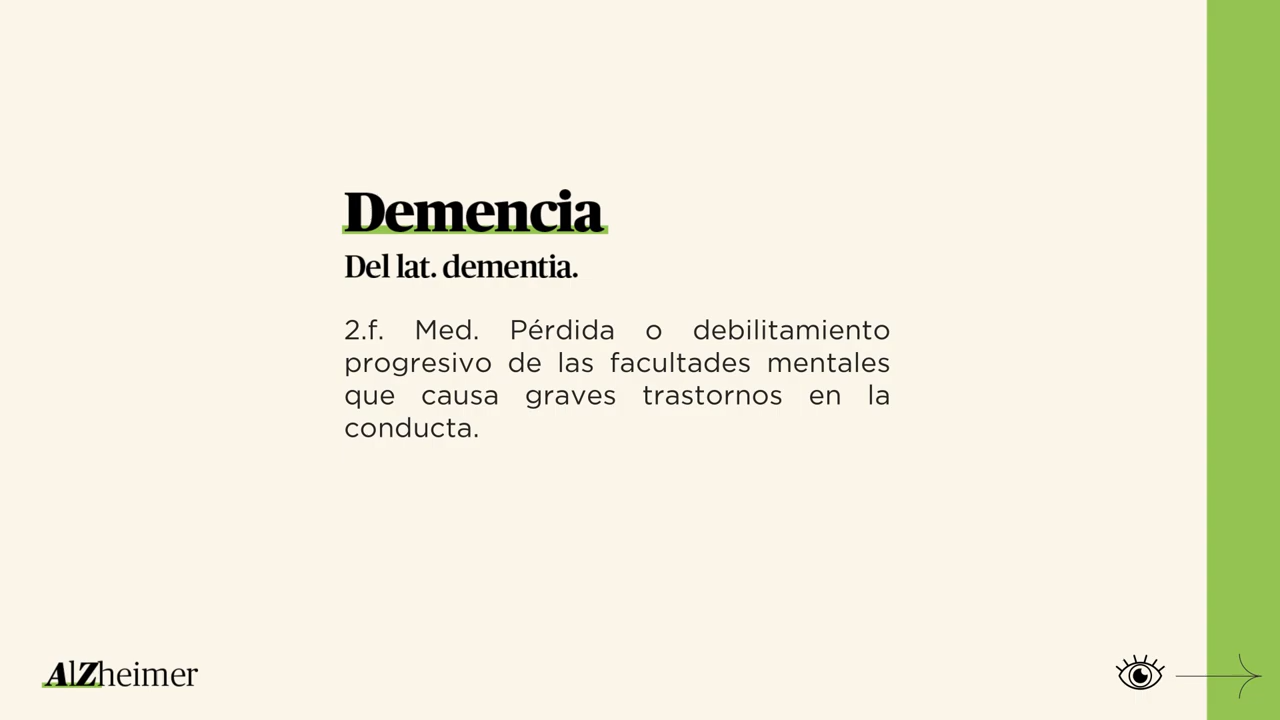 Demencia
Del lat. dementia.
2.f. Med. Pérdida o debilitamiento
progresivo de las facultades mentales
que causa graves trastornos en la
conducta.
AlZheimer